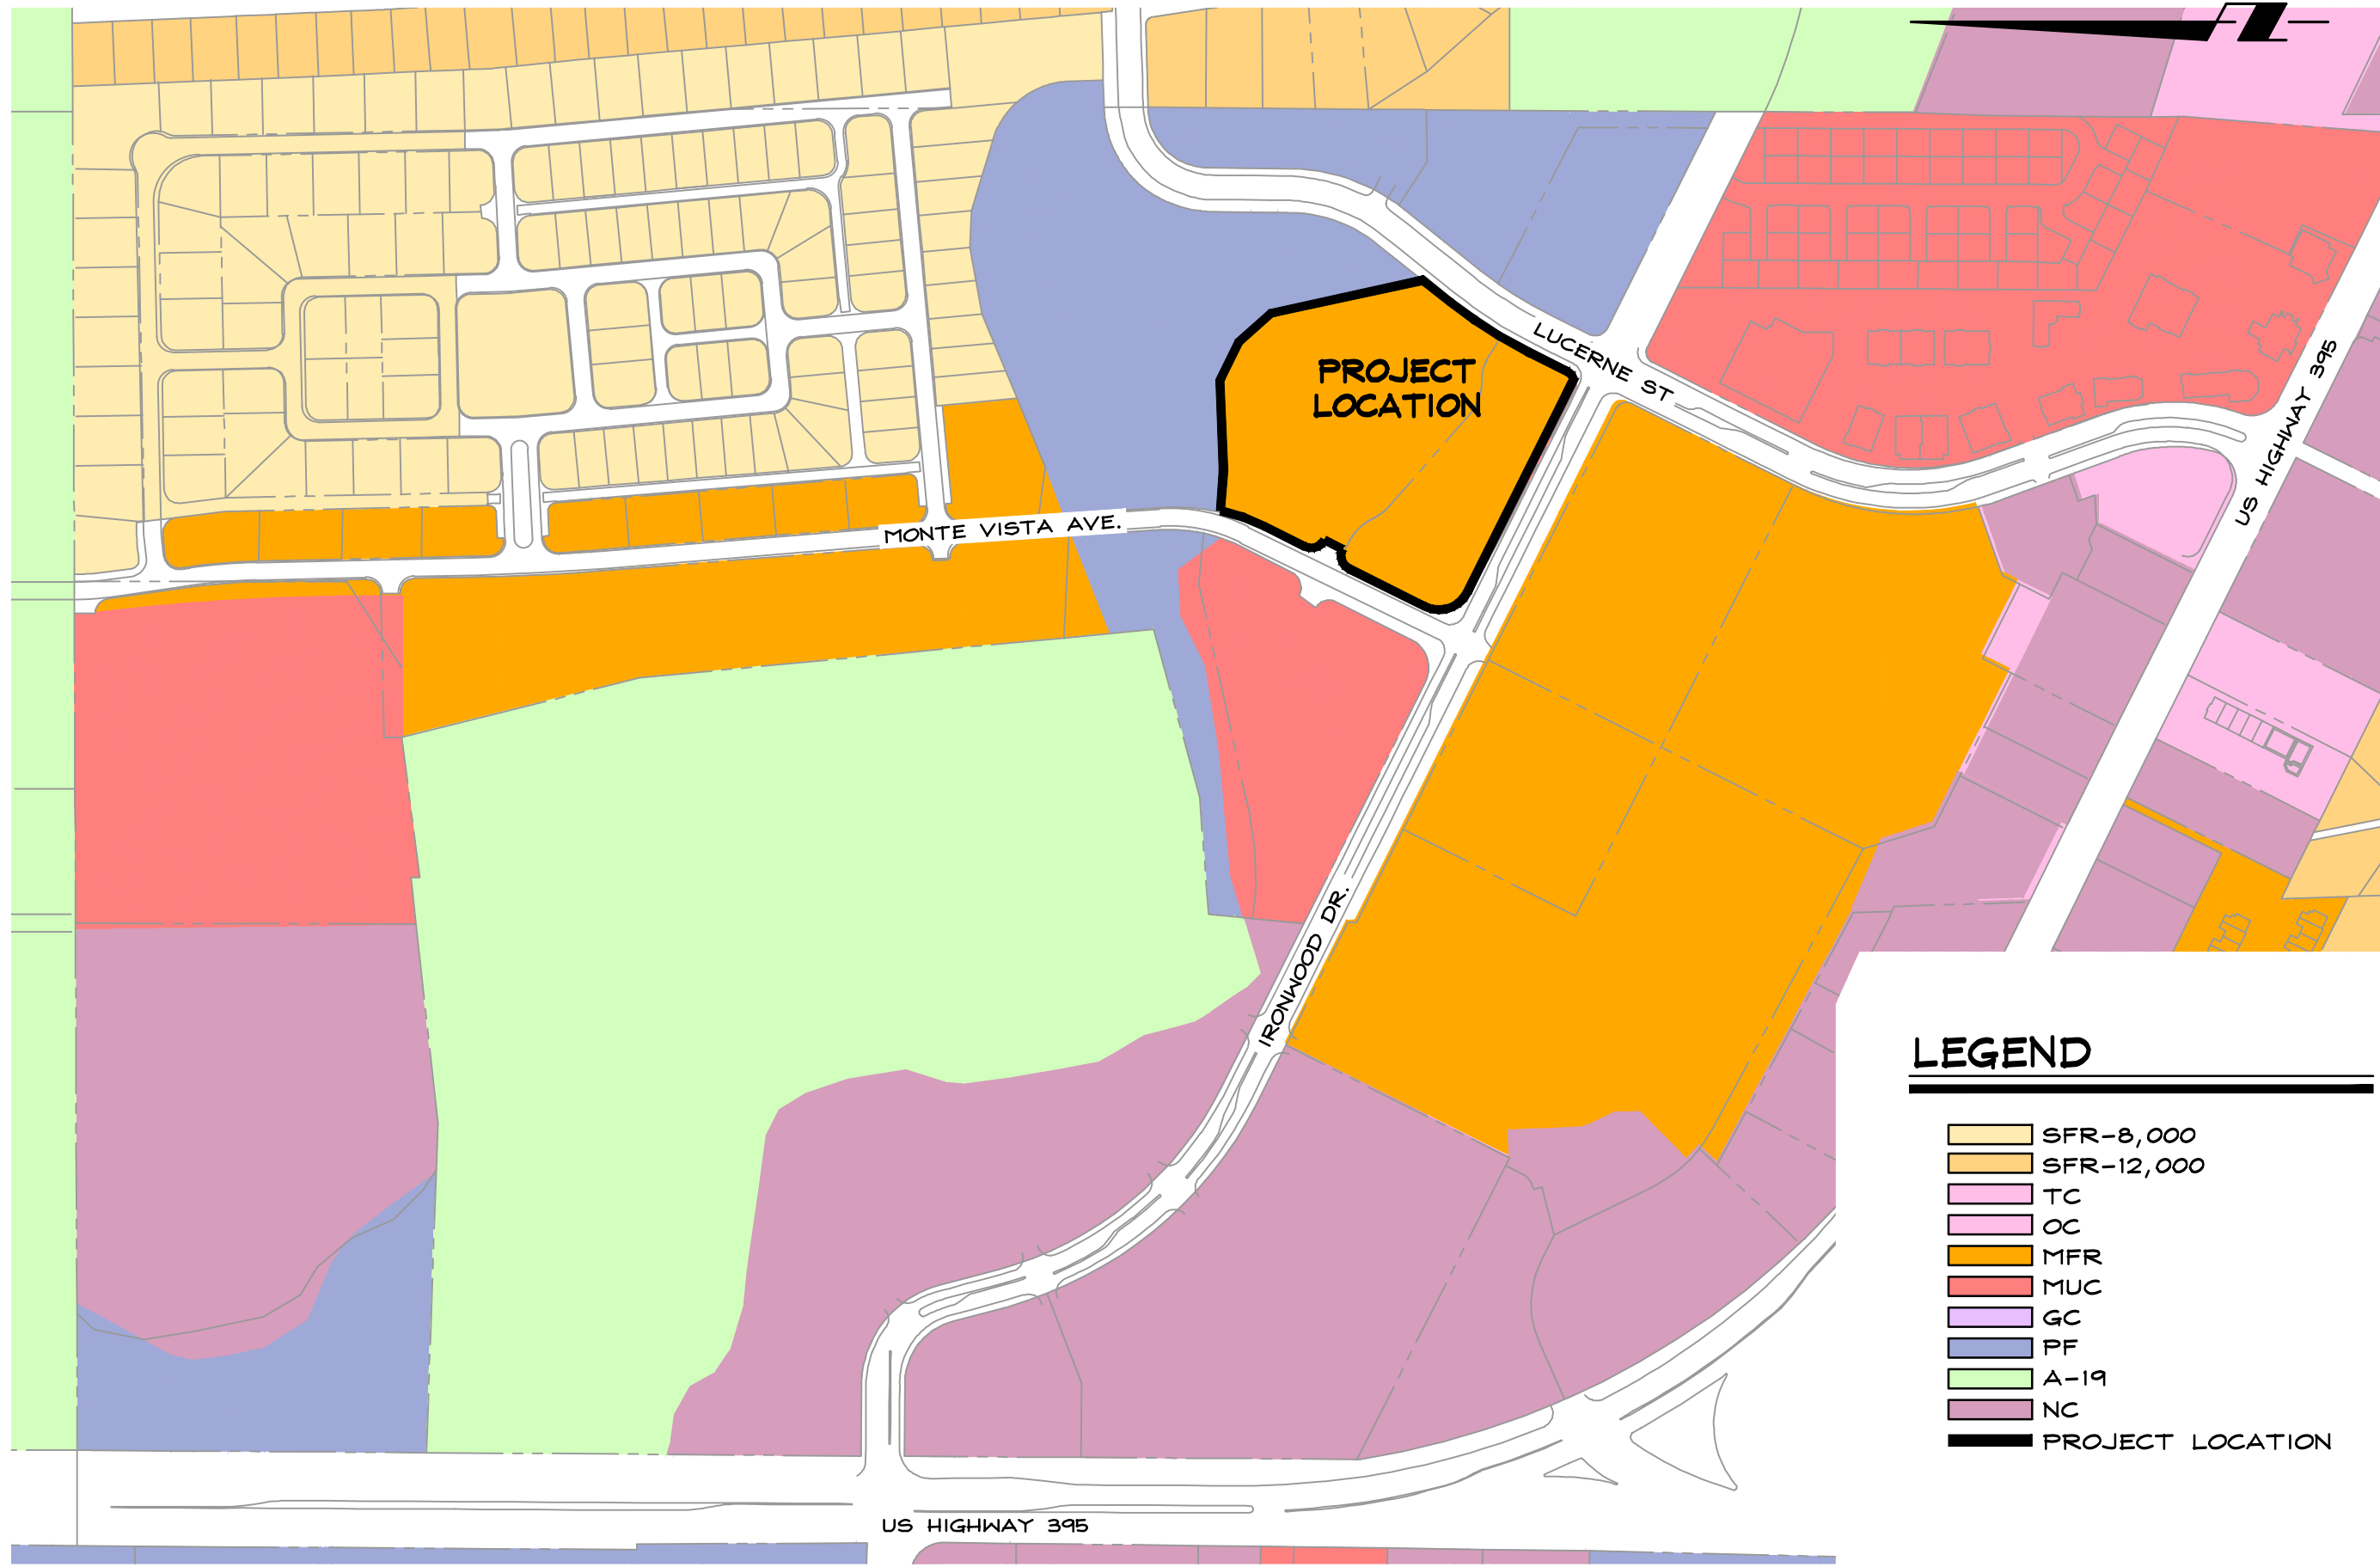 PROJECT
LOCATION
LUCERNE ST
US HIGHWAY 395
MONTE VISTA AVE.
IRONWOOD DR.
LEGEND
SFR-8,000
SFR-12,000
TC
OC
MFR
MUC
GC
PF
A-19
NC
PROJECT LOCATION
US HIGHWAY 395